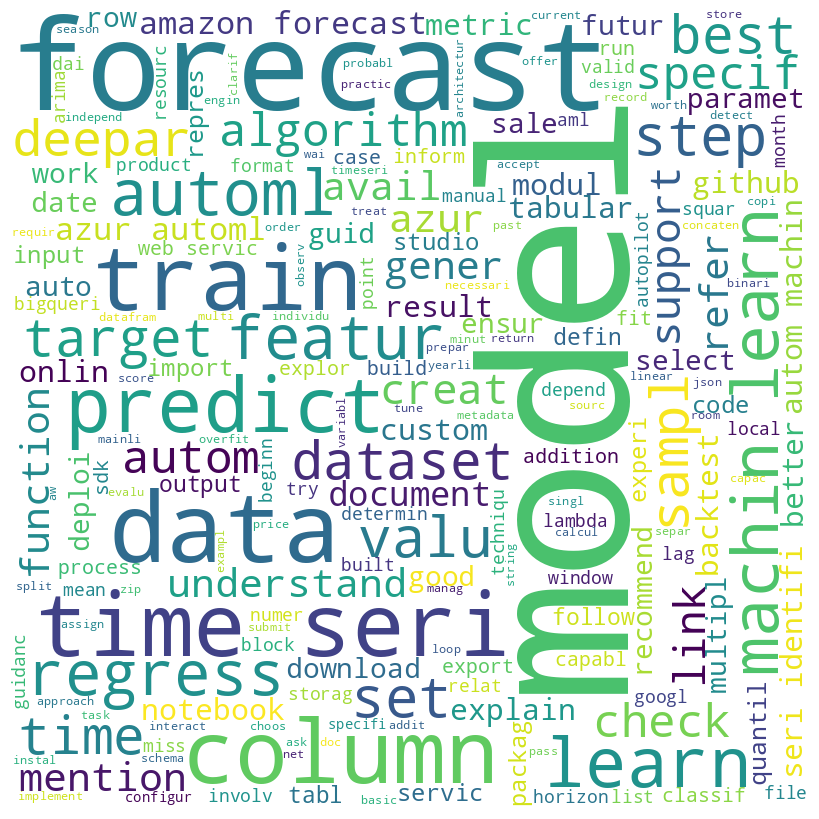 forecast
row
amazon forecast
metric
current
futur
store
best
season
dai
arima
resourc
probabl
practic
architectur
offer
run
valid
design
specif
engin
clarif
record
worth
detect
paramet
month
independ
deepar
repres
algorithm
sale
aml
step
work
product
format
case
inform
wai
accept
date
automl
timeseri
avail
manual
modul
tabular
support
squar
github
copi
requir
order
treat
past
azur
azur automl
web servic
guid
studio
concaten
refer
input
auto
observ
point
gener
autopilot
binari
bigqueri
train
result
necessari
datafram
multi
individu
minut
return
ensur
defin
fit
model
machin learn
autom machin
target
featur
prepar
select
linear
json
room
onlin
score
import
explor
build
yearli
creat
depend
sourc
code
predict
tune
metadata
variabl
custom
sampl
local
better
function
mainli
overfit
autom
dataset
addition
experi
backtest
capac
aw
sdk
deploi
evalu
output
beginn
try
document
techniqu
singl
lambda
calcul
separ
process
price
determin
data
valu
built
string
window
lag
split
mean
exampl
zip
manag
understand
good
recommend
multipl
assign
numer
submit
time seri
loop
follow
link
seri identifi
block
export
capabl
guidanc
regress
download
relat
set
approach
task
storag
interact
choos
specifi
addit
explain
googl
quantil
notebook
check
time
miss
schema
ask
doc
net
packag
pass
instal
column
learn
mention
implement
configur
involv
tabl
basic
servic
horizon
list
classif
file